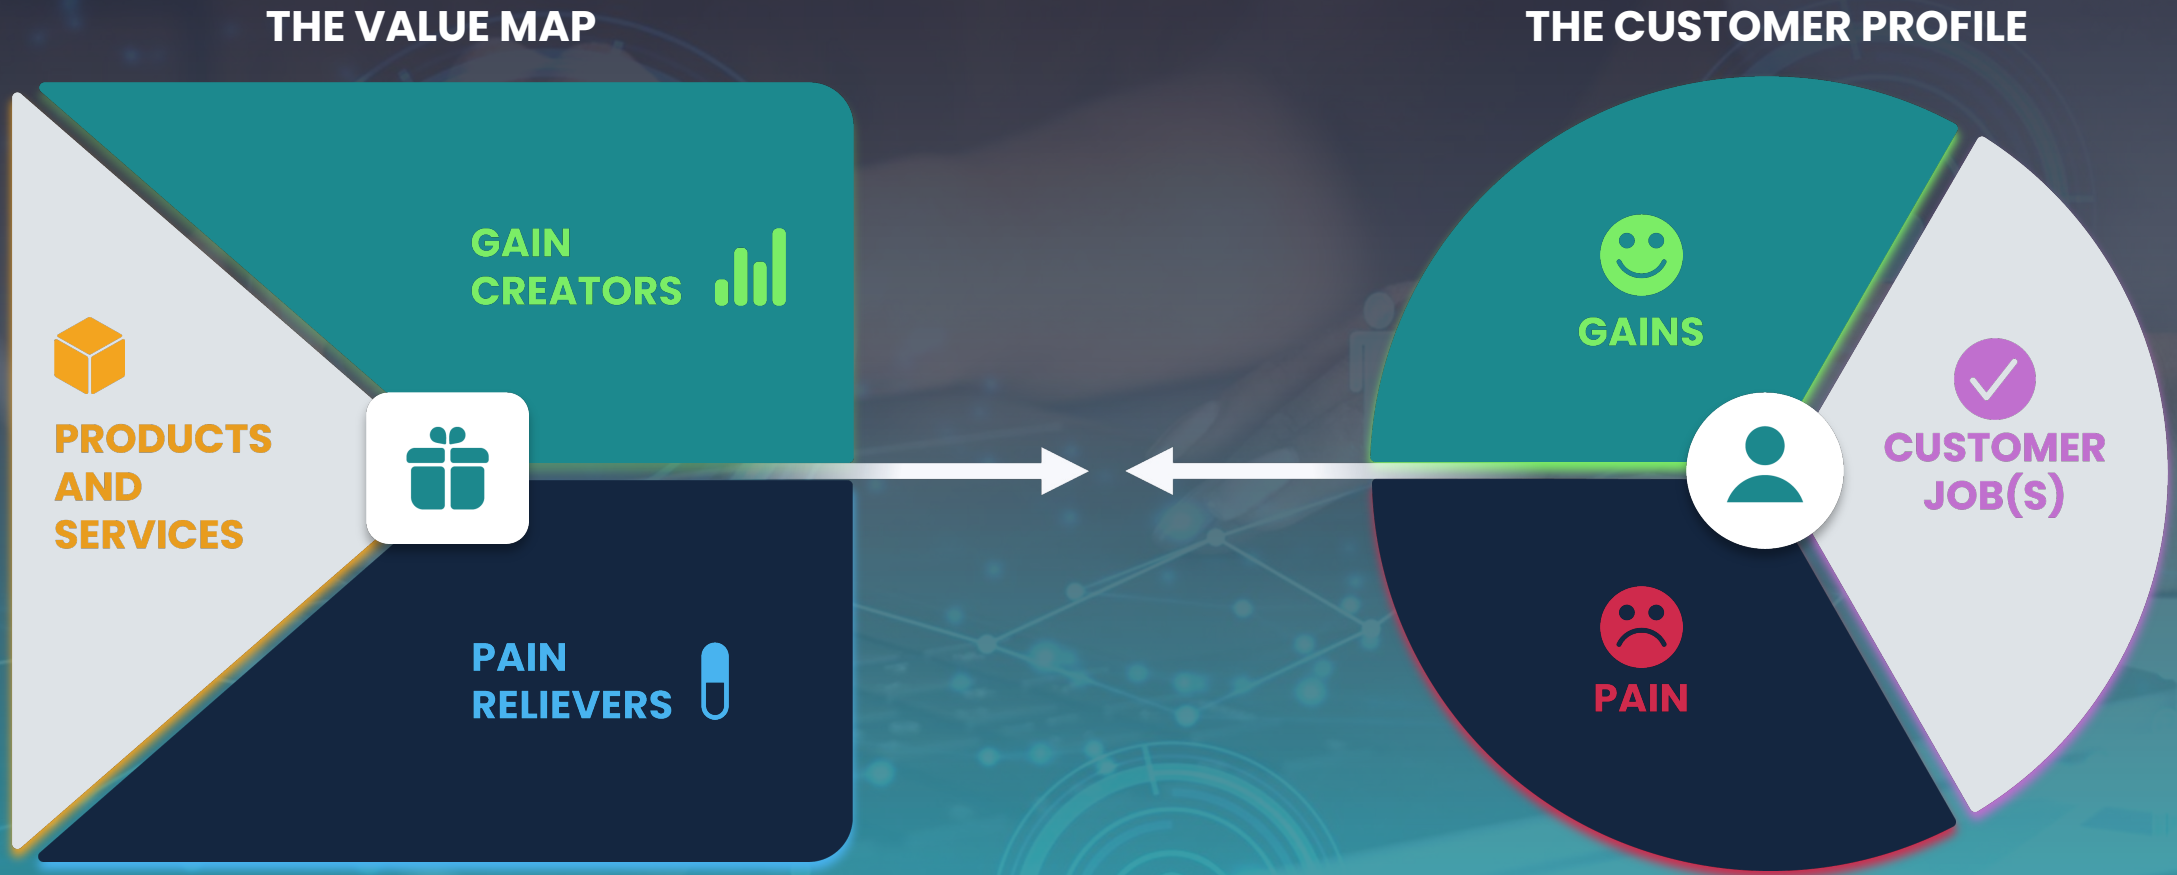 THE VALUE MAP
THE CUSTOMER PROFILE
GAIN
CREATORS
PRODUCTS
AND
SERVICES
PAIN
RELIEVERS
GAINS
CUSTOMER
JOB(S)
PAIN